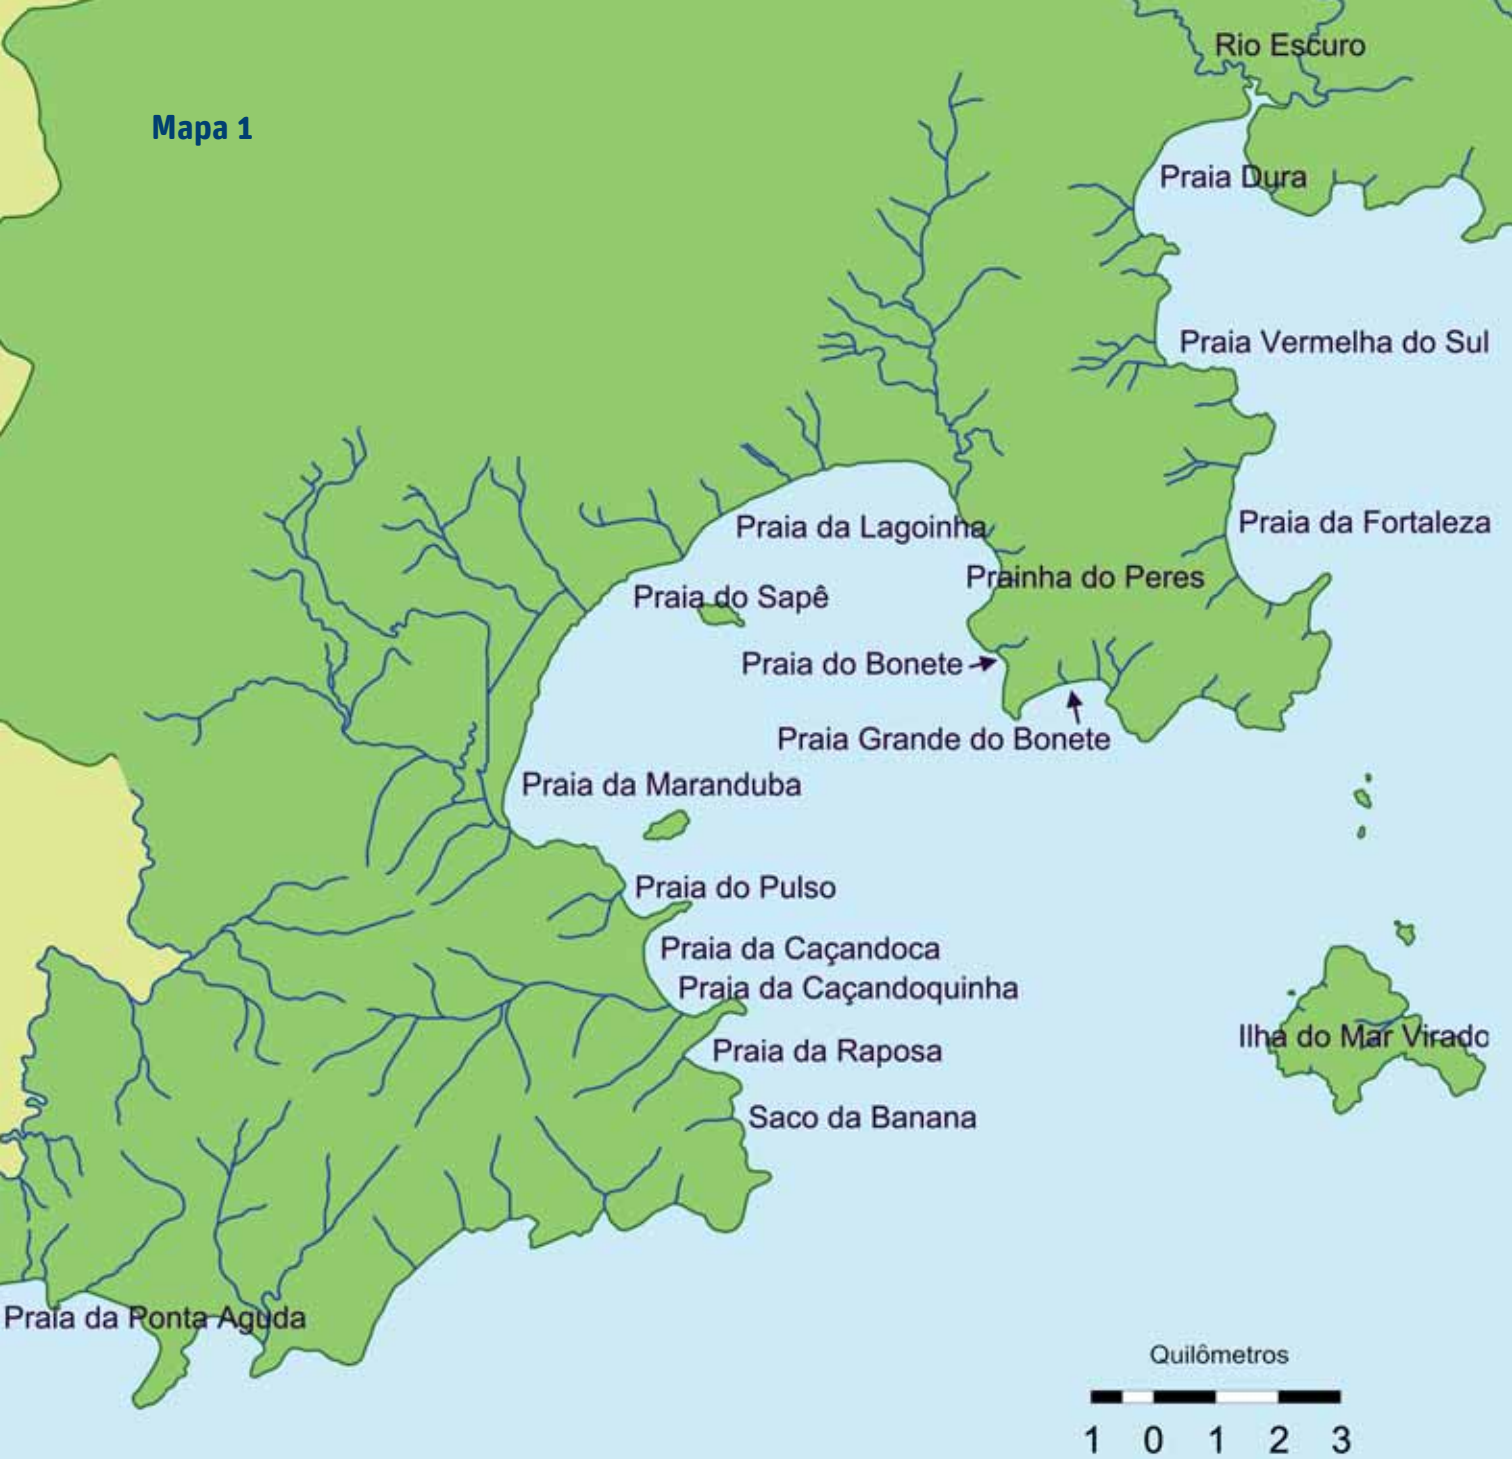 Rio Escuro
Mapa 1
Praia Dura
Praia Vermelha do Sul
Praia da Lagoinha
Praia da Fortaleza
Prainha do Peres
Praia do Sapê
Praia do Bonete
Praia Grande do Bonete
Praia da Maranduba
Praia do Pulso
Praia da Caçandoca
Praia da Caçandoquinha
Ilha do Mar Virado
Praia da Raposa
Saco da Banana
Praia da Ponta Aguda
Quilômetros
1 0 1 2 3